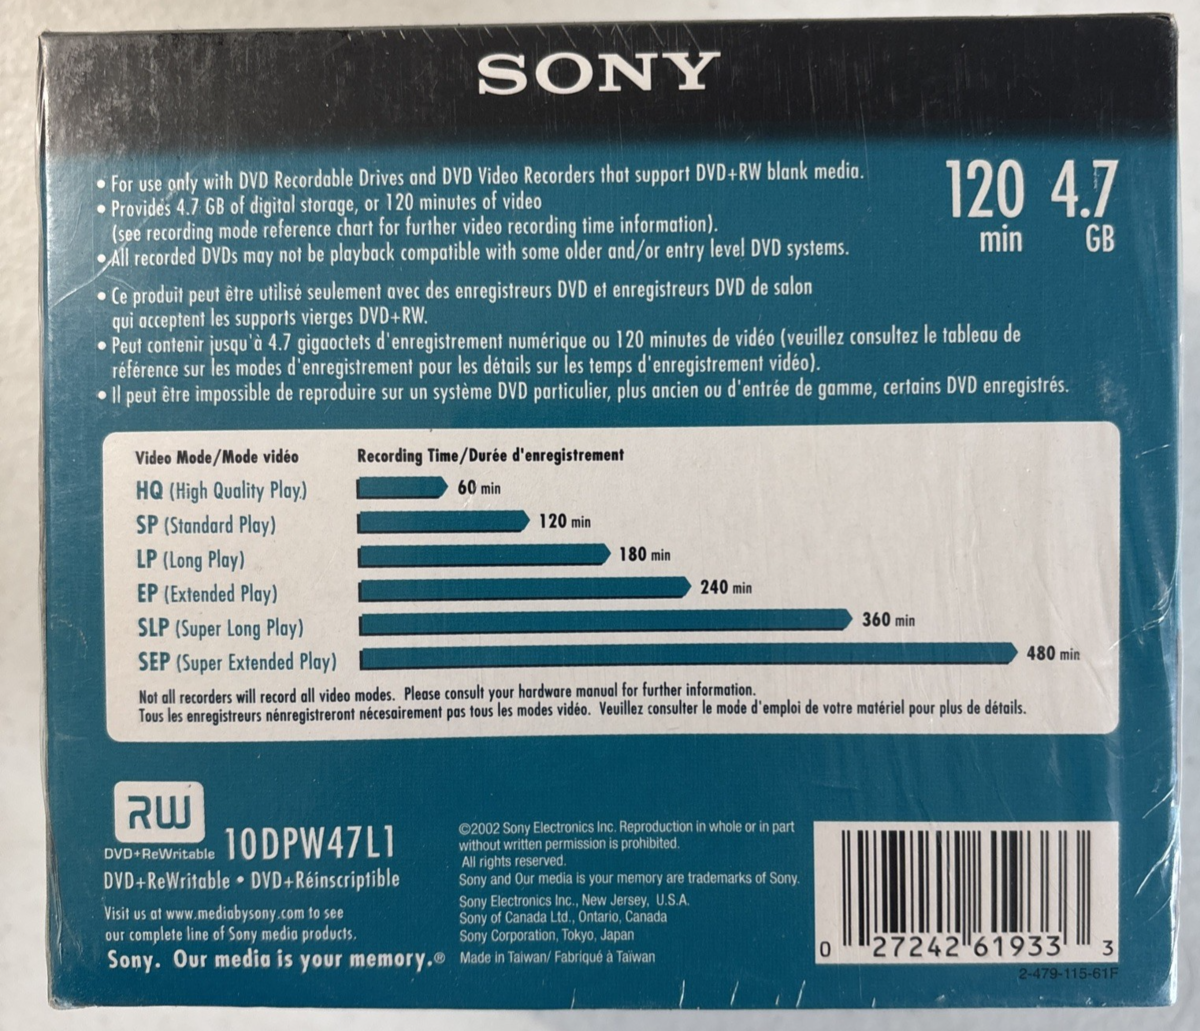 SONY
• For use only with DVD Recordable Drives and DVD Video Recorders that support DVD+RW blank media.
• Provides 4.7 GB of digital storage, or 120 minutes of video
(see recording mode reference chart for further video recording time information).
• All recorded DVDs may not be playback compatible with some older and/or entry level DVD systems.
120 4.7
min GB
• Ce produit peut être utilisé seulement avec des enregistreurs DVD et enregistreurs DVD de salon
qui acceptent les supports vierges DVD+RW.
• Peut contenir jusqu'à 4.7 gigaoctets d'enregistrement numérique ou 120 minutes de vidéo (veuillez consultez le tableau de
référence sur les modes d'enregistrement pour les détails sur les temps d'enregistrement vidéo).
• Il peut être impossible de reproduire sur un système DVD particulier, plus ancien ou d'entrée de gamme, certains DVD enregistrés.
Video Mode/Mode vidéo Recording Time/Durée d'enregistrement
HQ (High Quality Play.) 60 min
SP (Standard Play) 120 min
LP (Long Play) 180 min
EP (Extended Play) 240 min
SLP (Super Long Play) 360 min
SEP (Super Extended Play) 480 min
Not all recorders will record all video modes. Please consult your hardware manual for further information.
Tous les enregistreurs nénregistreront nécesairement pas tous les modes vidéo. Veuillez consulter le mode d'emploi de votre matériel pour plus de détails.
RW
DVD+ReWritable 10DPW47L1
DVD+ReWritable • DVD+Réinscriptible
Visit us at www.mediabysony.com to see
our complete line of Sony media products.
Sony. Our media is your memory.®
©2002 Sony Electronics Inc. Reproduction in whole or in part
without written permission is prohibited.
All rights reserved.
Sony and Our media is your memory are trademarks of Sony.
Sony Electronics Inc., New Jersey, U.S.A.
Sony of Canada Ltd., Ontario, Canada
Sony Corporation, Tokyo, Japan
Made in Taiwan/ Fabriqué à Taïwan
0 27242 61933 3
2-479-115-61F